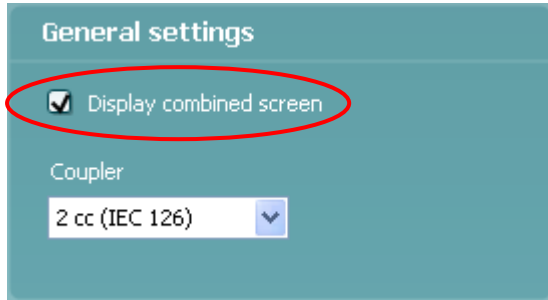 General settings
Display combined screen
Coupler
2 cc (IEC 126)